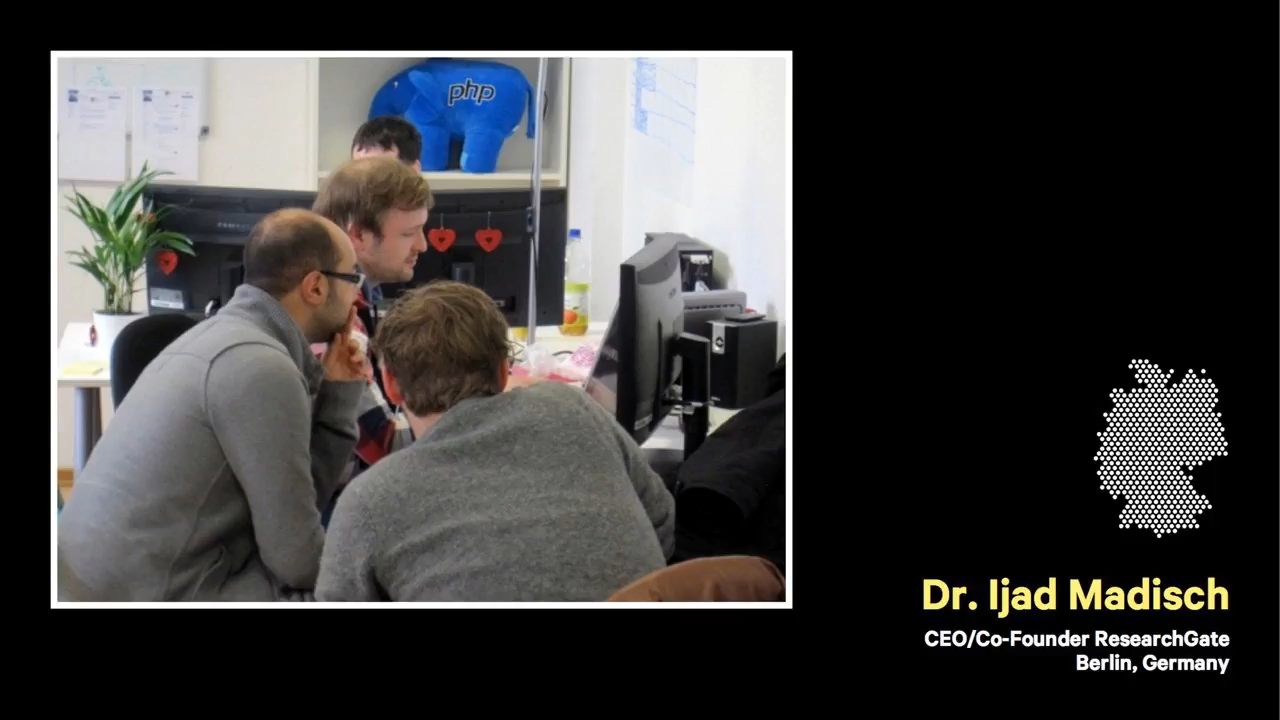 php
Dr. Ijad Madisch
CEO/Co-Founder ResearchGate
Berlin, Germany